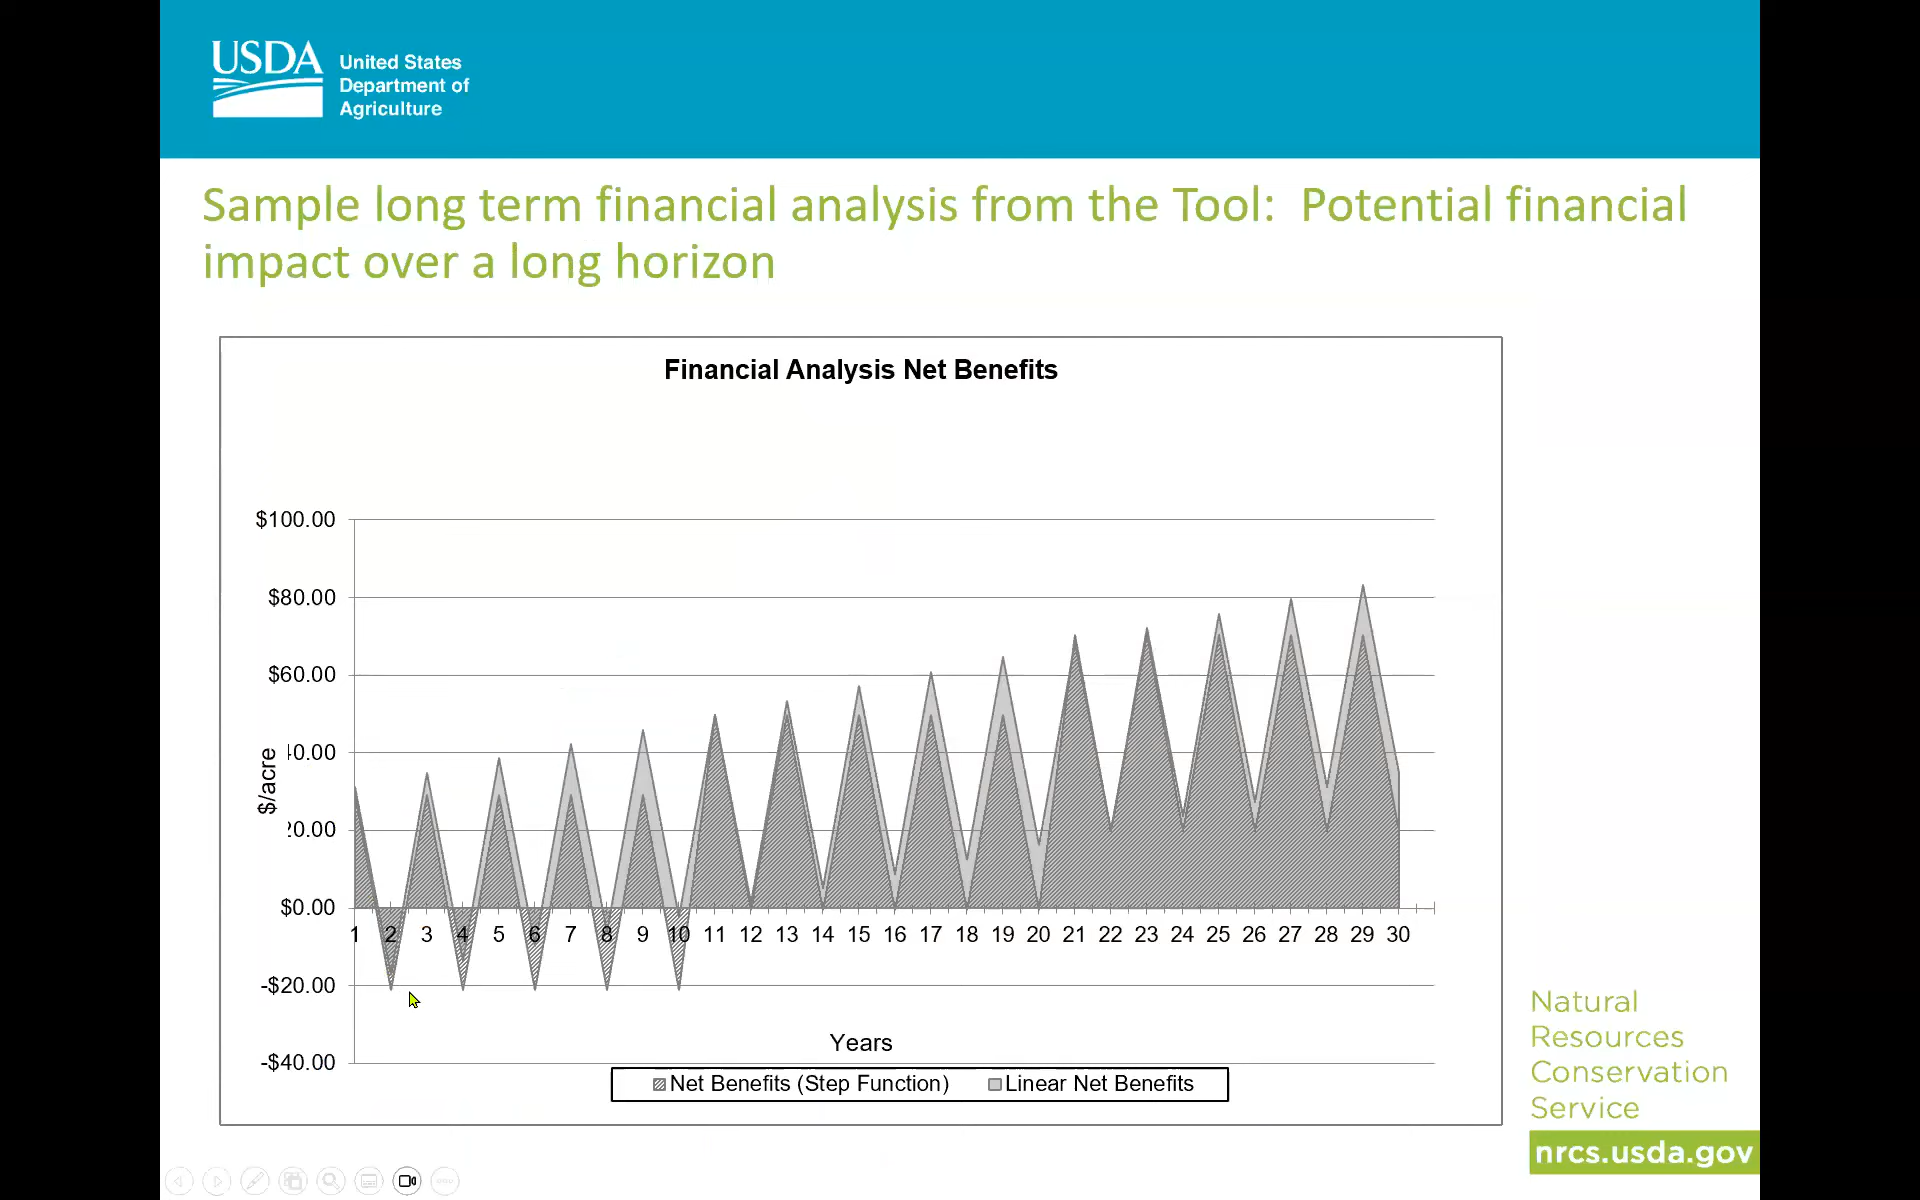 USDA
United States
Department of
Agriculture
Sample long term financial analysis from the Tool: Potential financial
impact over a long horizon
Financial Analysis Net Benefits
$100.00
$80.00
$60.00
0.00
0.00
$0.00
-$20.00
-$40.00
$/acre
1 2 3 4 5 6 7 8 9 10 11 12 13 14 15 16 17 18 19 20 21 22 23 24 25 26 27 28 29 30
Years
Net Benefits (Step Function) Linear Net Benefits
Natural
Resources
Conservation
Service
nrcs.usda.gov